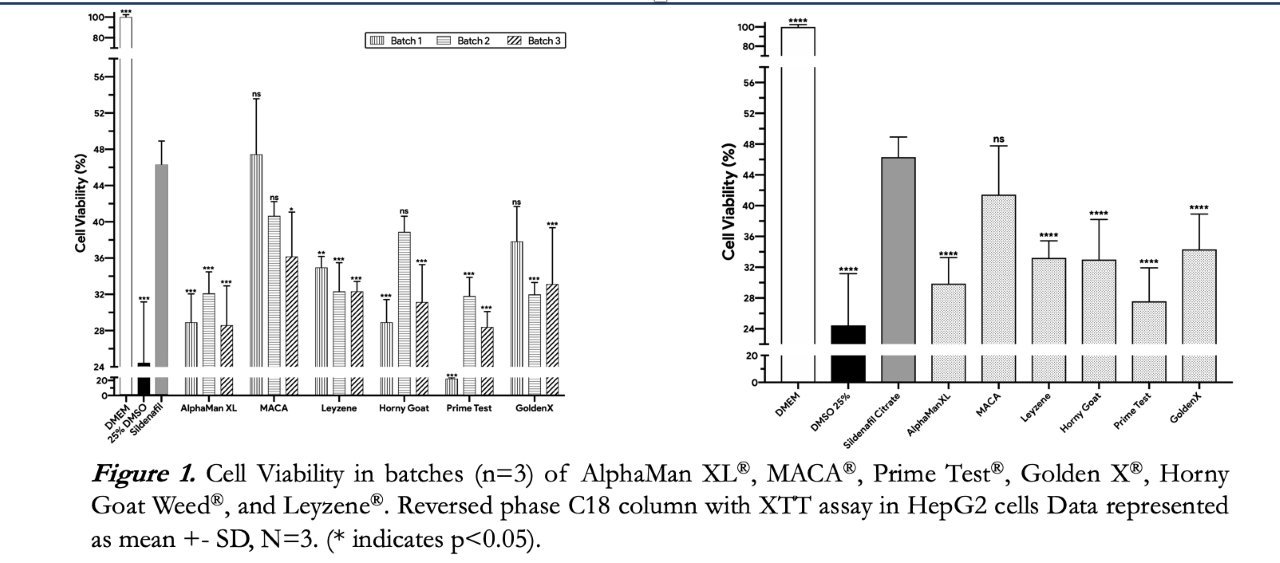 Batch 1 Batch 2 Batch 3
Cell Viability (%)
100
80
56
52
48
44
40
36
32
28
24
20
0
***
***
***
***
***
ns
ns
*
**
***
***
***
ns
***
***
***
***
ns
***
***
DMEM
25% DMSO
Sildenafil
AlphaMan XL MACA Leyzene Horny Goat Prime Test GoldenX
Cell Viability (%)
100
80
56
52
48
44
40
36
32
28
24
20
0
****
****
****
ns
****
****
****
****
DMEM
DMSO 25%
Sildenafil Citrate
AlphaManXL
MACA
Leyzene
Horny Goat
Prime Test
GoldenX
Figure 1. Cell Viability in batches (n=3) of AlphaMan XL®, MACA®, Prime Test®, Golden X®, Horny
Goat Weed®, and Leyzene®. Reversed phase C18 column with XTT assay in HepG2 cells Data represented
as mean +- SD, N=3. (* indicates p<0.05).